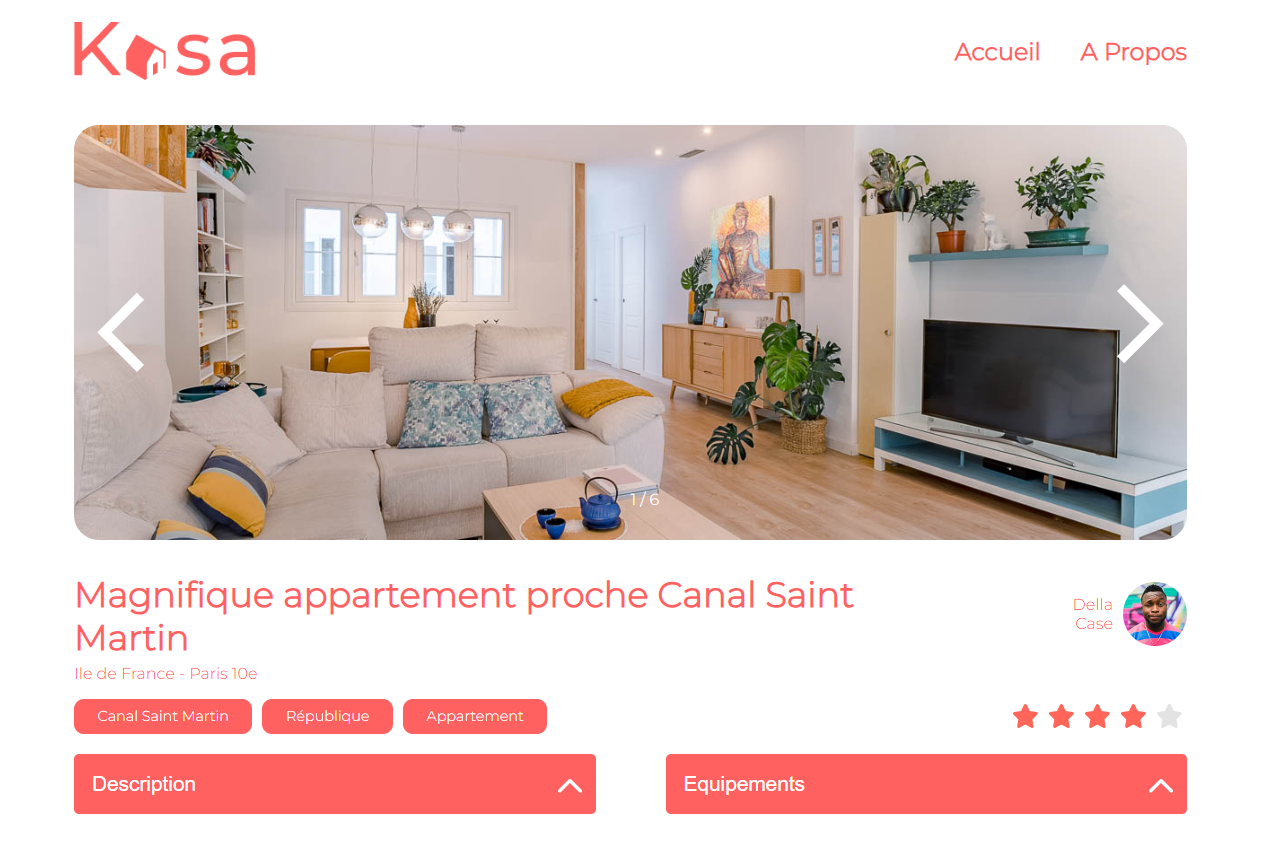 Kasa
Accueil A Propos
1 / 6
Magnifique appartement proche Canal Saint
Martin
Della
Case
Ile de France - Paris 10e
Canal Saint Martin République Appartement
Description Equipements